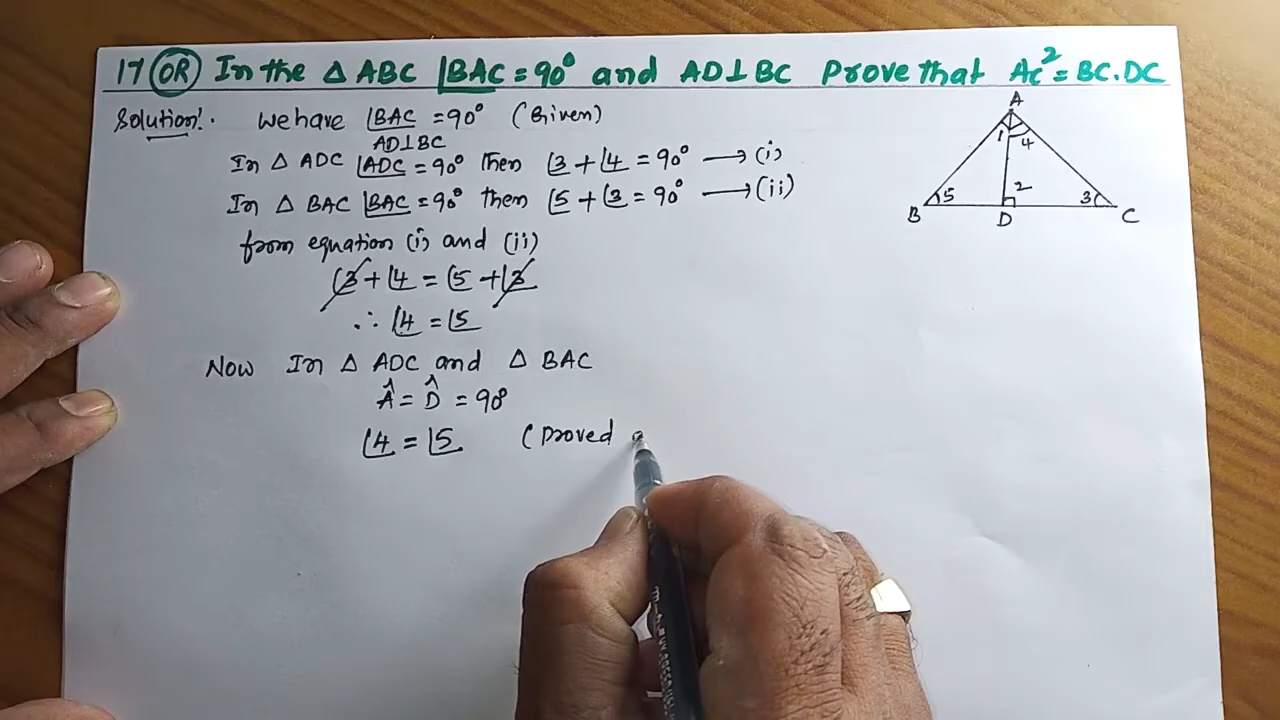 17 (OR) In the △ ABC ∠BAC = 90° and AD⊥BC Prove that AC² = BC.DC
Solution:. We have ∠BAC = 90° (Given)
AD⊥BC
In △ ADC ∠ADC = 90° then ∠3 + ∠4 = 90° → (i)
In △ BAC ∠BAC = 90° then ∠5 + ∠3 = 90° → (ii)
from equation (i) and (ii)
∠3 + ∠4 = ∠5 + ∠3
∴ ∠4 = ∠5
Now In △ ADC and △ BAC
Â = D̂ = 90°
∠4 = ∠5 (Proved
A
1 4
5 2 3
B D C